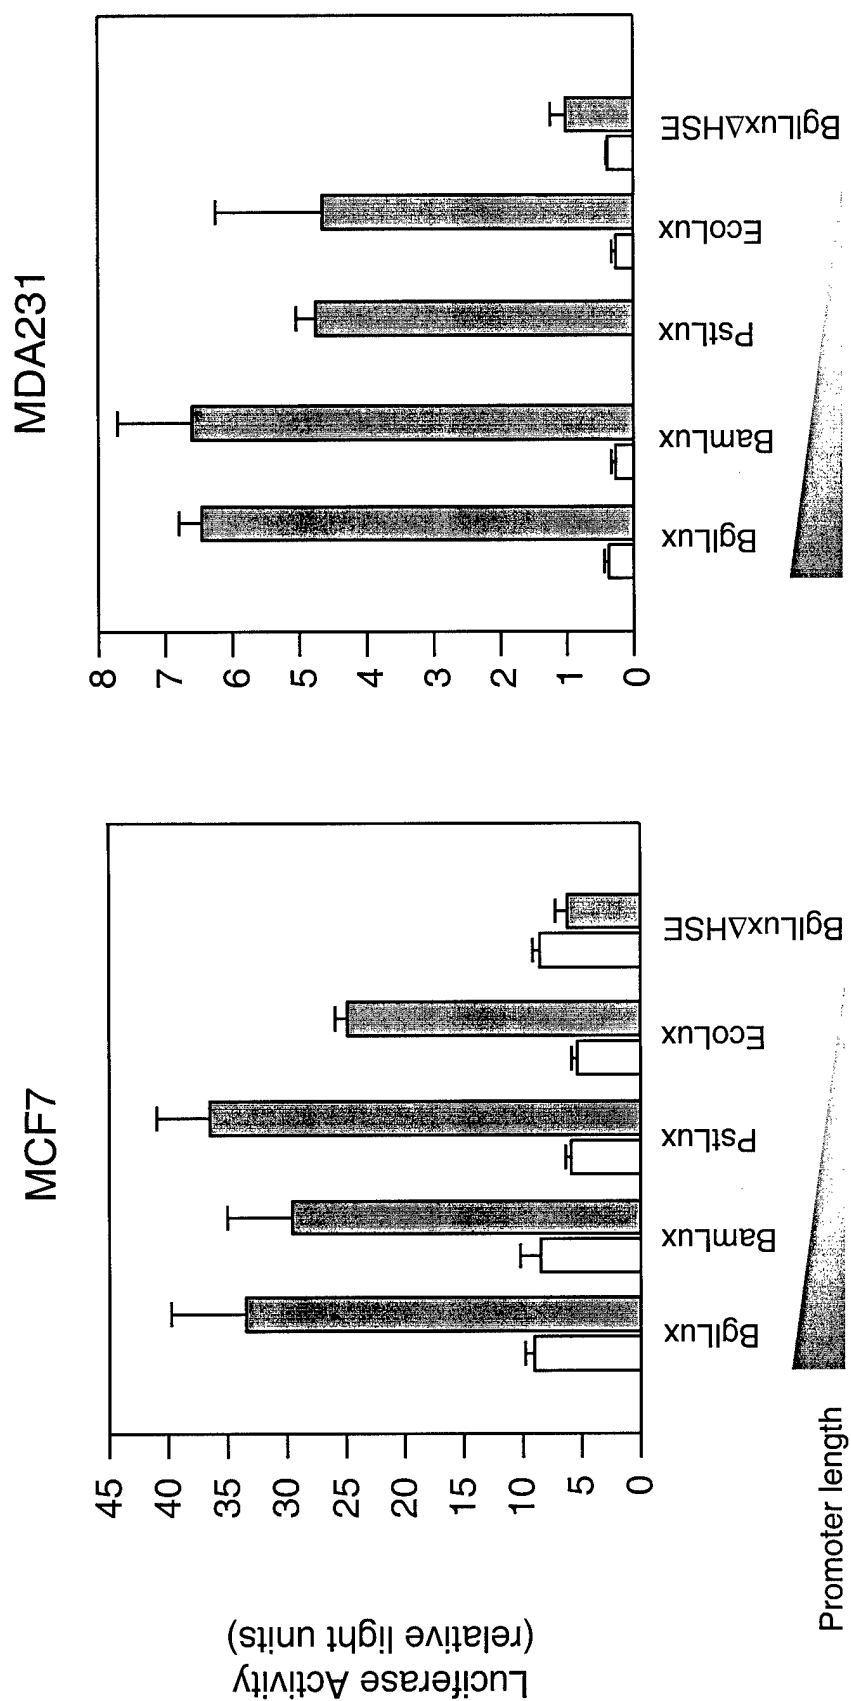 MCF7
Luciferase Activity
(relative light units)
45
40
35
30
25
20
15
10
5
0
BglLux
BamLux
PstLux
EcoLux
BglLuxΔHSE
Promoter length
MDA231
8
7
6
5
4
3
2
1
0
BglLux
BamLux
PstLux
EcoLux
BglLuxΔHSE